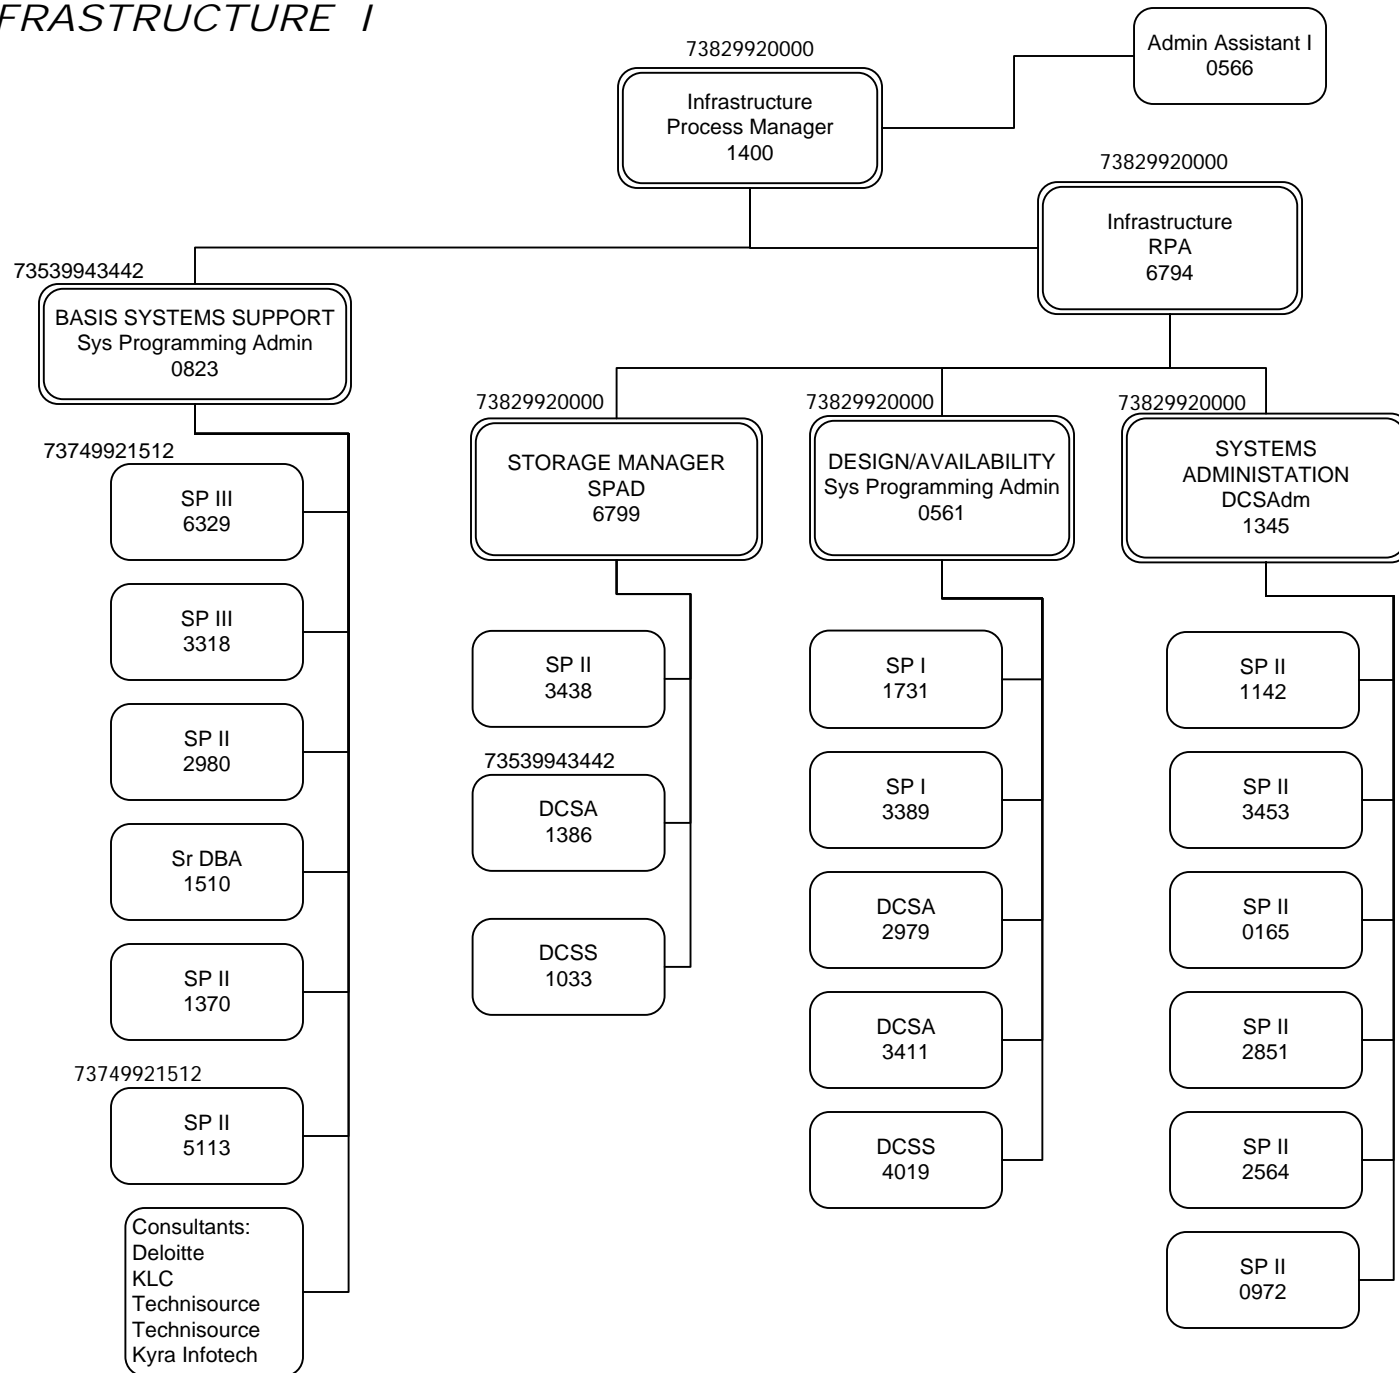 FRASTRUCTURE I
73829920000
Admin Assistant I
0566
Infrastructure
Process Manager
1400
73829920000
Infrastructure
RPA
6794
73539943442
BASIS SYSTEMS SUPPORT
Sys Programming Admin
0823
73829920000
STORAGE MANAGER
SPAD
6799
73829920000
DESIGN/AVAILABILITY
Sys Programming Admin
0561
73829920000
SYSTEMS
ADMINISTATION
DCSAdm
1345
73749921512
SP III
6329
SP III
3318
SP II
2980
Sr DBA
1510
SP II
1370
73749921512
SP II
5113
Consultants:
Deloitte
KLC
Technisource
Technisource
Kyra Infotech
SP II
3438
73539943442
DCSA
1386
DCSS
1033
SP I
1731
SP I
3389
DCSA
2979
DCSA
3411
DCSS
4019
SP II
1142
SP II
3453
SP II
0165
SP II
2851
SP II
2564
SP II
0972